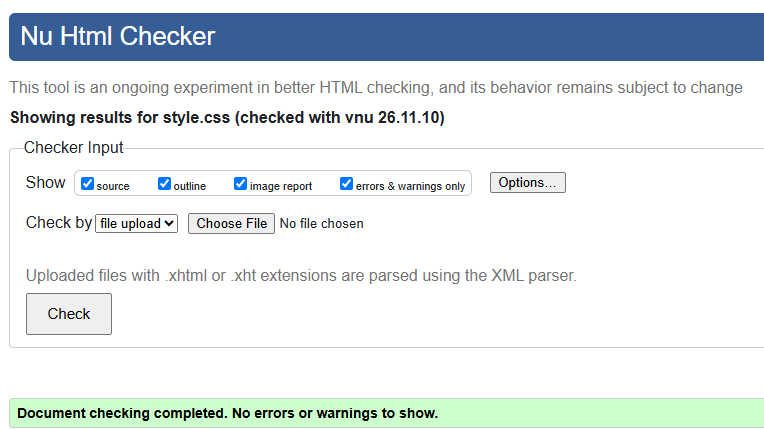 Nu Html Checker
This tool is an ongoing experiment in better HTML checking, and its behavior remains subject to change
Showing results for style.css (checked with vnu 26.11.10)
Checker Input
Show source outline image report errors & warnings only Options...
Check by file upload Choose File No file chosen
Uploaded files with .xhtml or .xht extensions are parsed using the XML parser.
Check
Document checking completed. No errors or warnings to show.